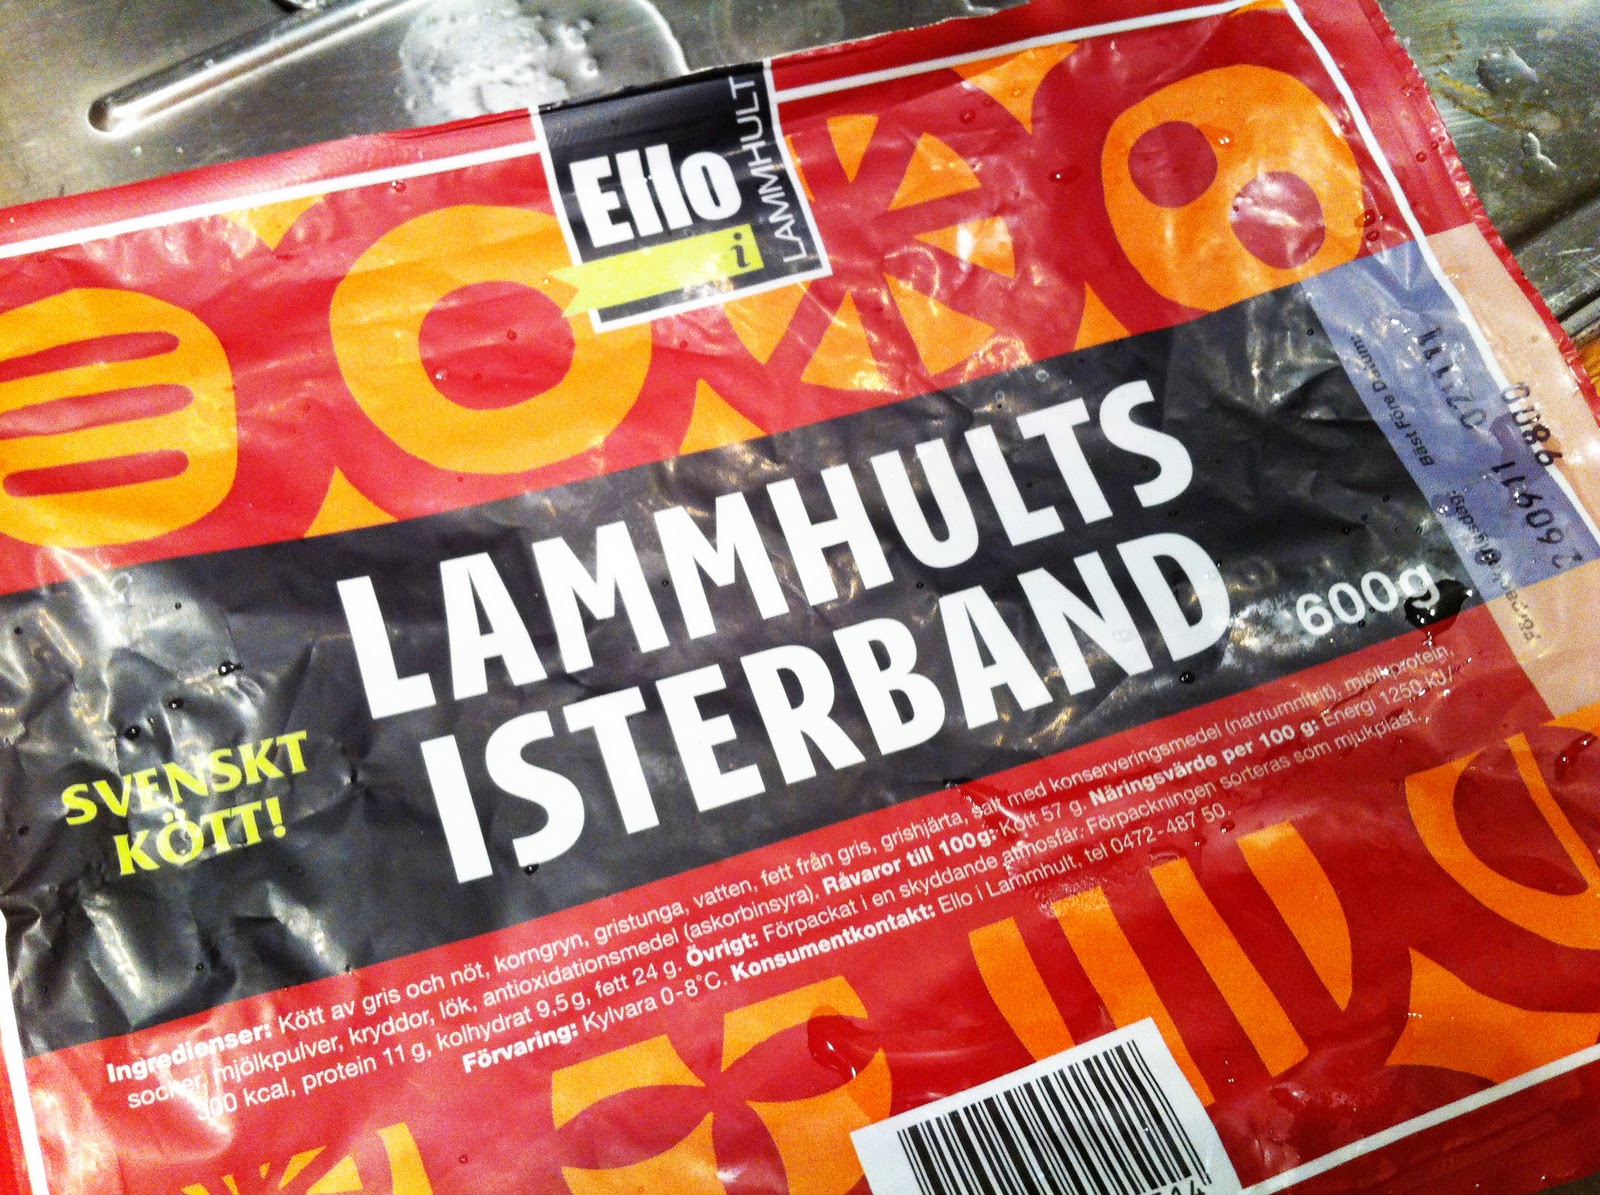 Ello
i
LAMMHULT
LAMMHULTS
ISTERBAND
600g
SVENSKT
KÖTT!
Bäst Före Datum:
021111
260911
0086
Ingredienser: Kött av gris och nöt, korngryn, gristunga, vatten, fett från gris, grishjärta, salt med konserveringsmedel (natriumnitrit), mjölkprotein,
socker, mjölkpulver, kryddor, lök, antioxidationsmedel (askorbinsyra). Råvaror till 100g: Kött 57 g. Näringsvärde per 100 g: Energi 1250 kJ/
300 kcal, protein 11 g, kolhydrat 9,5 g, fett 24 g. Övrigt: Förpackat i en skyddande atmosfär. Förpackningen sorteras som mjukplast.
Förvaring: Kylvara 0-8°C. Konsumentkontakt: Ello i Lammhult, tel 0472-487 50.